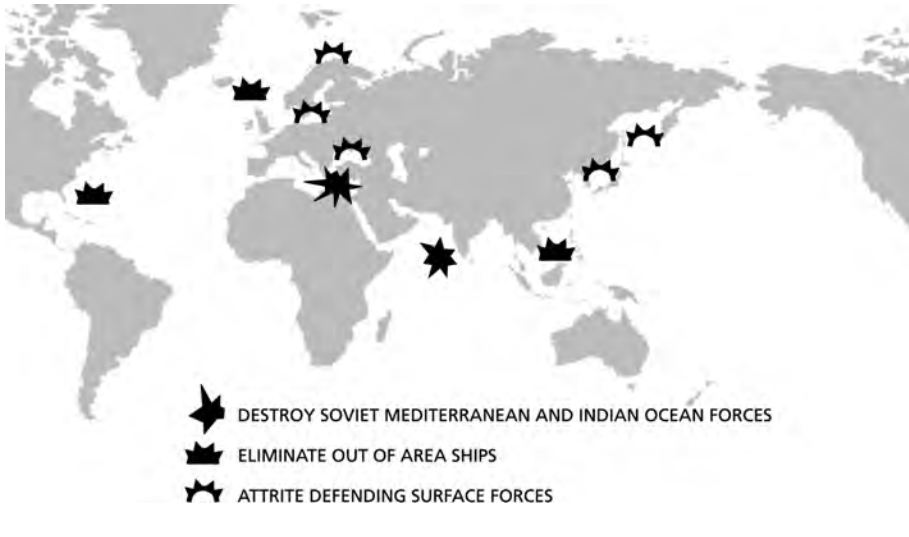 DESTROY SOVIET MEDITERRANEAN AND INDIAN OCEAN FORCES
ELIMINATE OUT OF AREA SHIPS
ATTRITE DEFENDING SURFACE FORCES